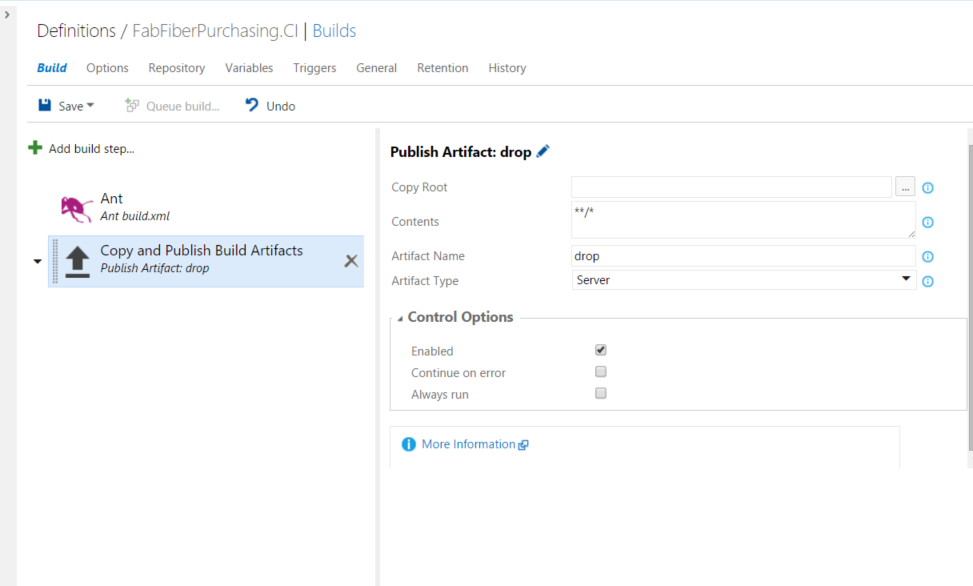 Definitions / FabFiberPurchasing.CI | Builds
Build Options Repository Variables Triggers General Retention History
Save Queue build... Undo
Add build step...
Ant
Ant build.xml
Copy and Publish Build Artifacts
Publish Artifact: drop
Publish Artifact: drop
Copy Root ...
Contents **/*
Artifact Name drop
Artifact Type Server
Control Options
Enabled
Continue on error
Always run
More Information